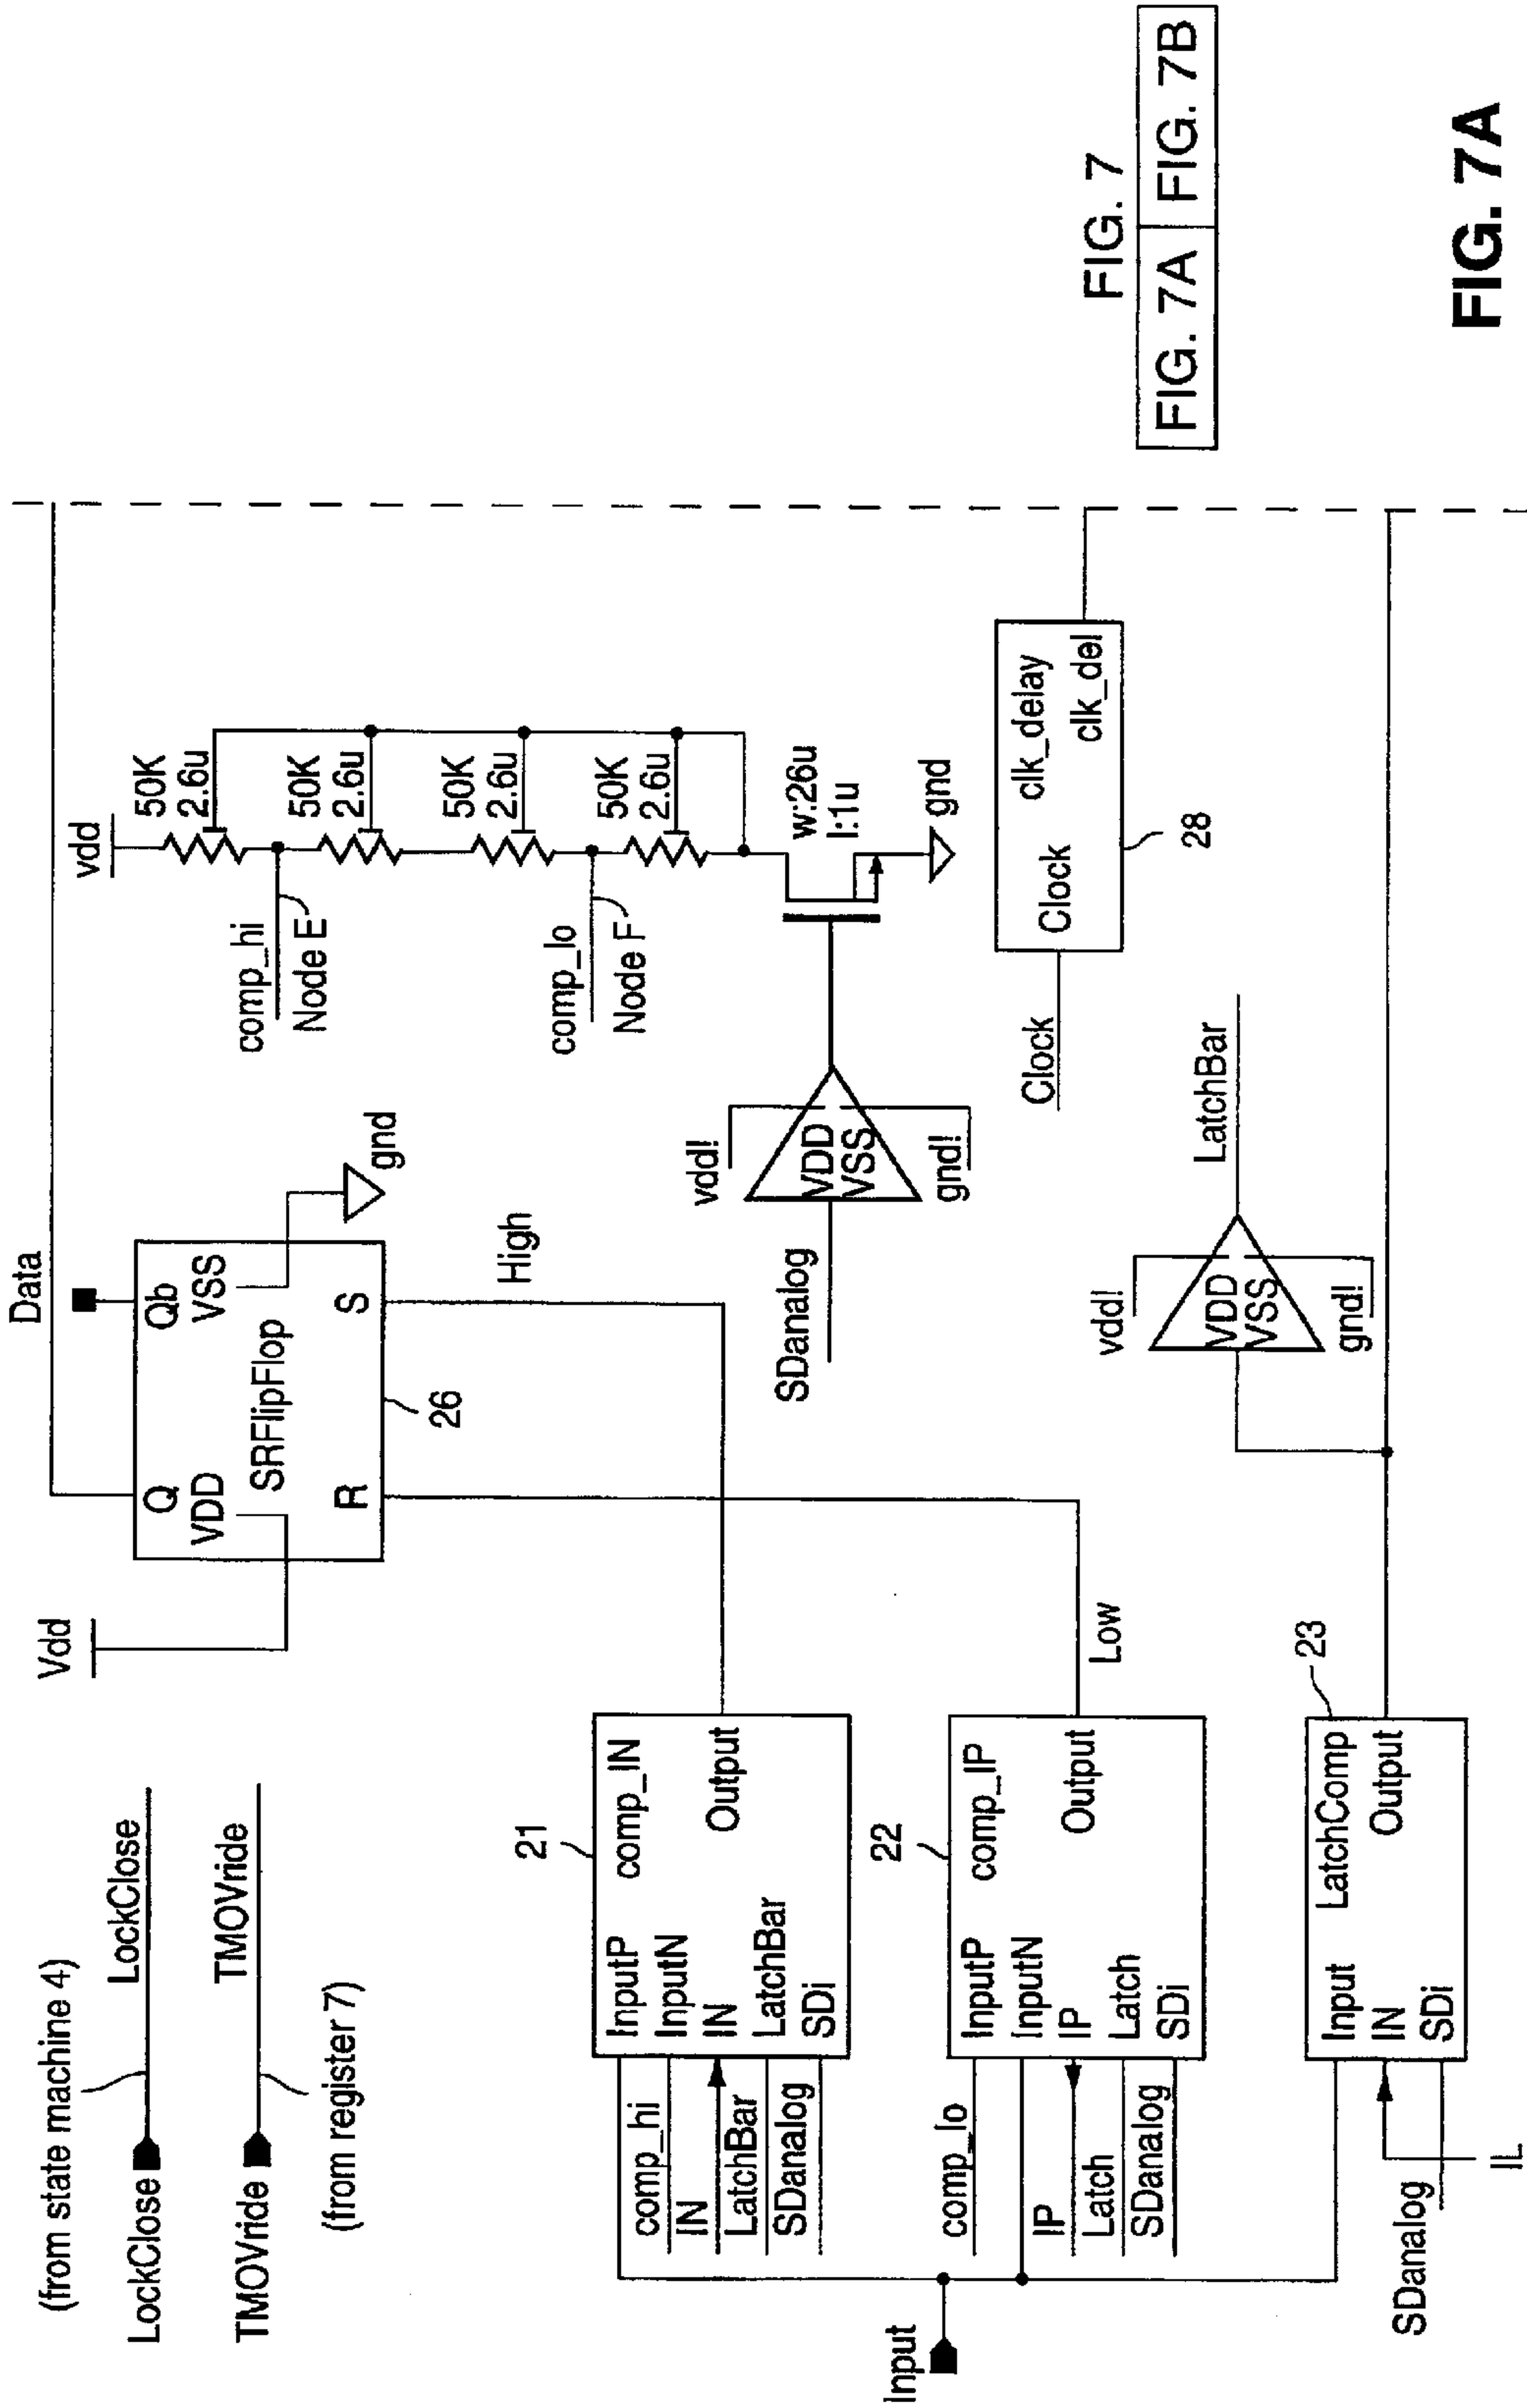 (from state machine 4)
LockClose
LockClose
TMOVride
TMOVride
(from register 7)
Vdd
Data
Q
Qb
VDD
VSS
SRFlipFlop
R
S
26
gnd
High
vdd
50K
2.6u
50K
2.6u
50K
2.6u
50K
2.6u
comp_hi
Node E
comp_lo
Node F
w:26u
l:1u
gnd
SDanalog
vdd!
VDD
VSS
gnd!
21
comp_hi
IN
LatchBar
SDanalog
InputP
InputN
IN
LatchBar
SDi
comp_IN
Output
22
comp_lo
IP
Latch
SDanalog
InputP
InputN
IP
Latch
SDi
comp_IP
Output
Low
Input
23
Input
IN
SDi
LatchComp
Output
SDanalog
IL
vdd!
VDD
VSS
gnd!
LatchBar
Clock
Clock
clk_delay
clk_del
28
FIG. 7
FIG. 7A
FIG. 7B
FIG. 7A